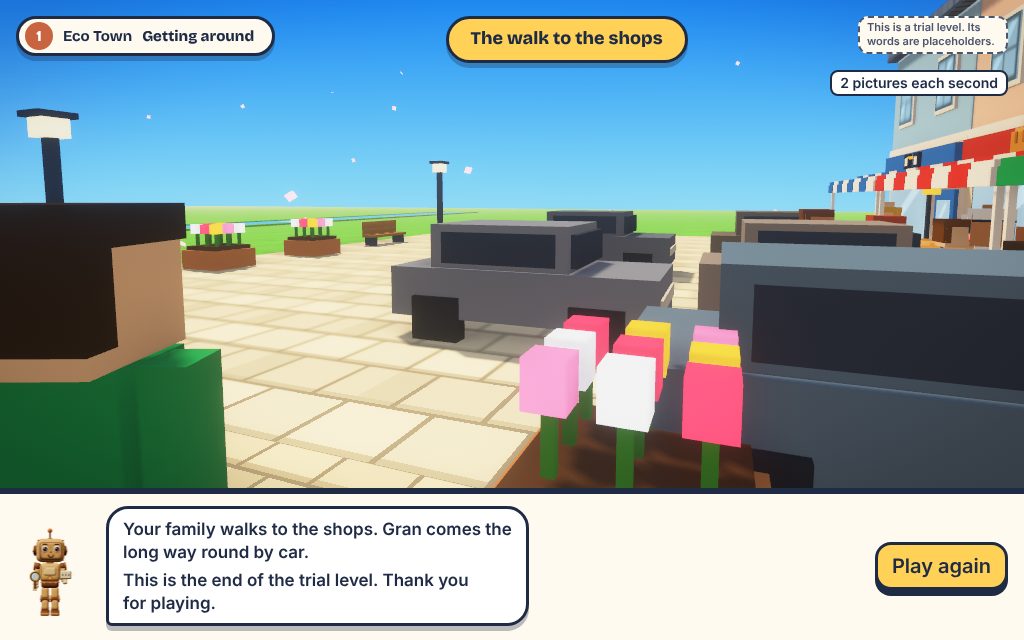 1 Eco Town Getting around
The walk to the shops
This is a trial level. Its
words are placeholders.
2 pictures each second
Your family walks to the shops. Gran comes the
long way round by car.
This is the end of the trial level. Thank you
for playing.
Play again